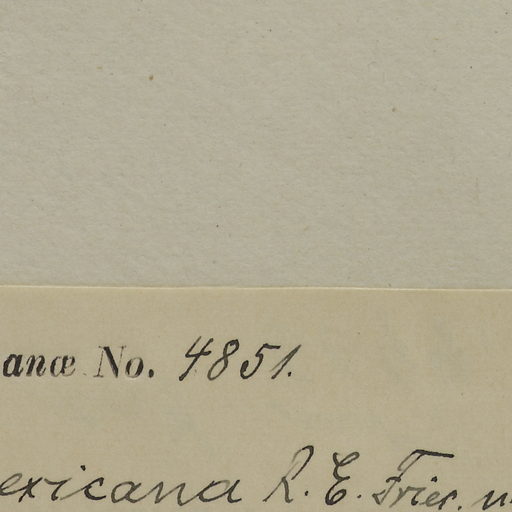 anæ No. 4851.
exicana R. E. Fries. n